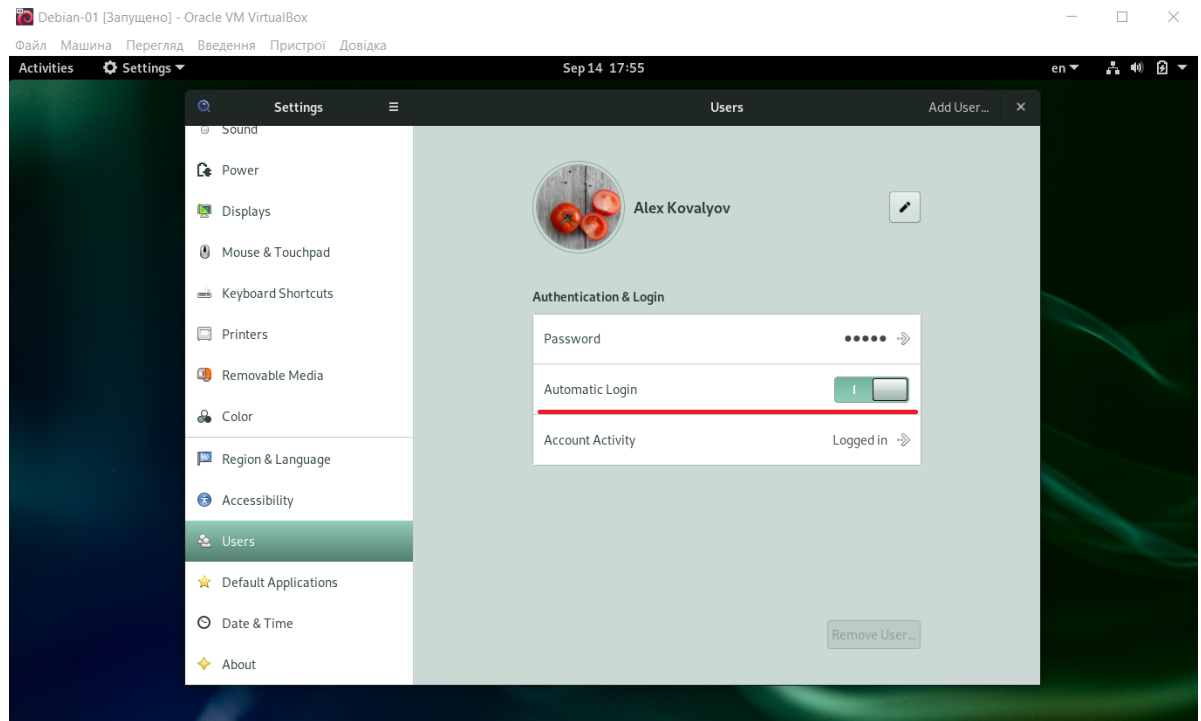 Debian-01 [Запущено] - Oracle VM VirtualBox
Файл Машина Перегляд Введення Пристрої Довідка
Activities Settings Sep 14 17:55 en
Settings Users Add User...
Sound
Power
Displays
Mouse & Touchpad
Keyboard Shortcuts
Printers
Removable Media
Color
Region & Language
Accessibility
Users
Default Applications
Date & Time
About
Alex Kovalyov
Authentication & Login
Password
Automatic Login
Account Activity Logged in
Remove User...